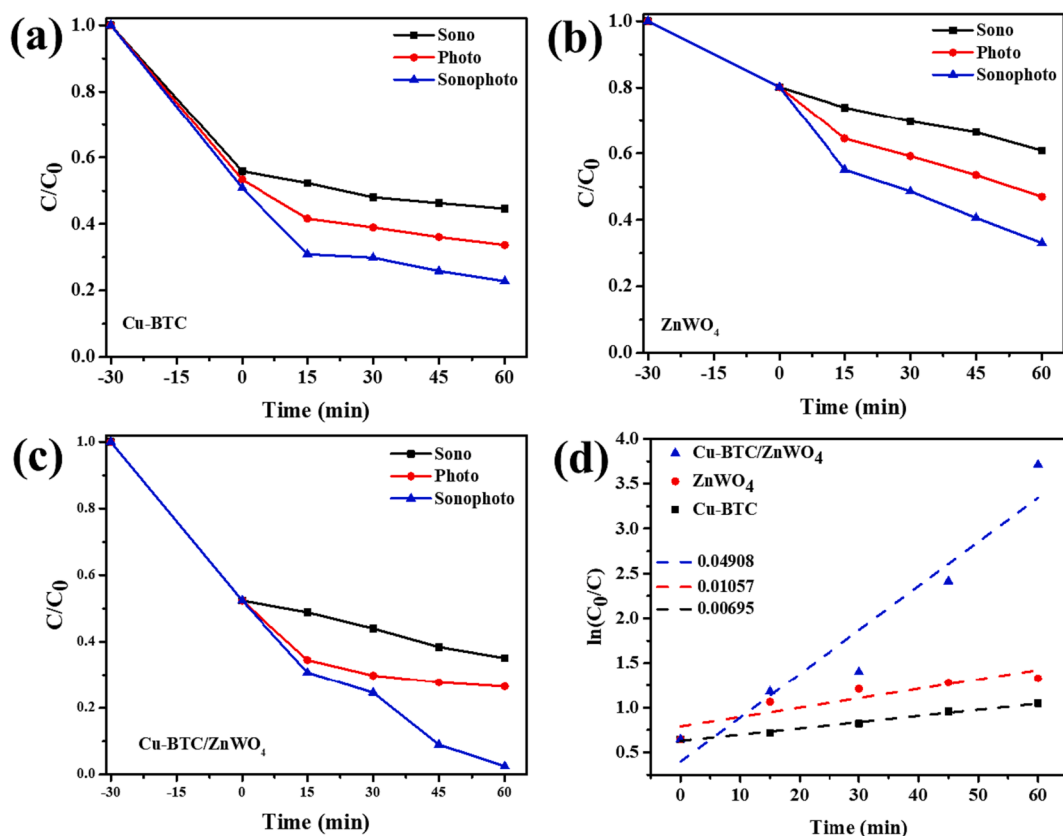 (a)
Sono
Photo
Sonophoto
1.0
0.8
0.6
0.4
0.2
0.0
C/C0
Cu-BTC
-30 -15 0 15 30 45 60
Time (min)
(b)
Sono
Photo
Sonophoto
1.0
0.8
0.6
0.4
0.2
0.0
C/C0
ZnWO4
-30 -15 0 15 30 45 60
Time (min)
(c)
Sono
Photo
Sonophoto
1.0
0.8
0.6
0.4
0.2
0.0
C/C0
Cu-BTC/ZnWO4
-30 -15 0 15 30 45 60
Time (min)
(d)
Cu-BTC/ZnWO4
ZnWO4
Cu-BTC
0.04908
0.01057
0.00695
4.0
3.5
3.0
2.5
2.0
1.5
1.0
0.5
ln(C0/C)
0 10 20 30 40 50 60
Time (min)